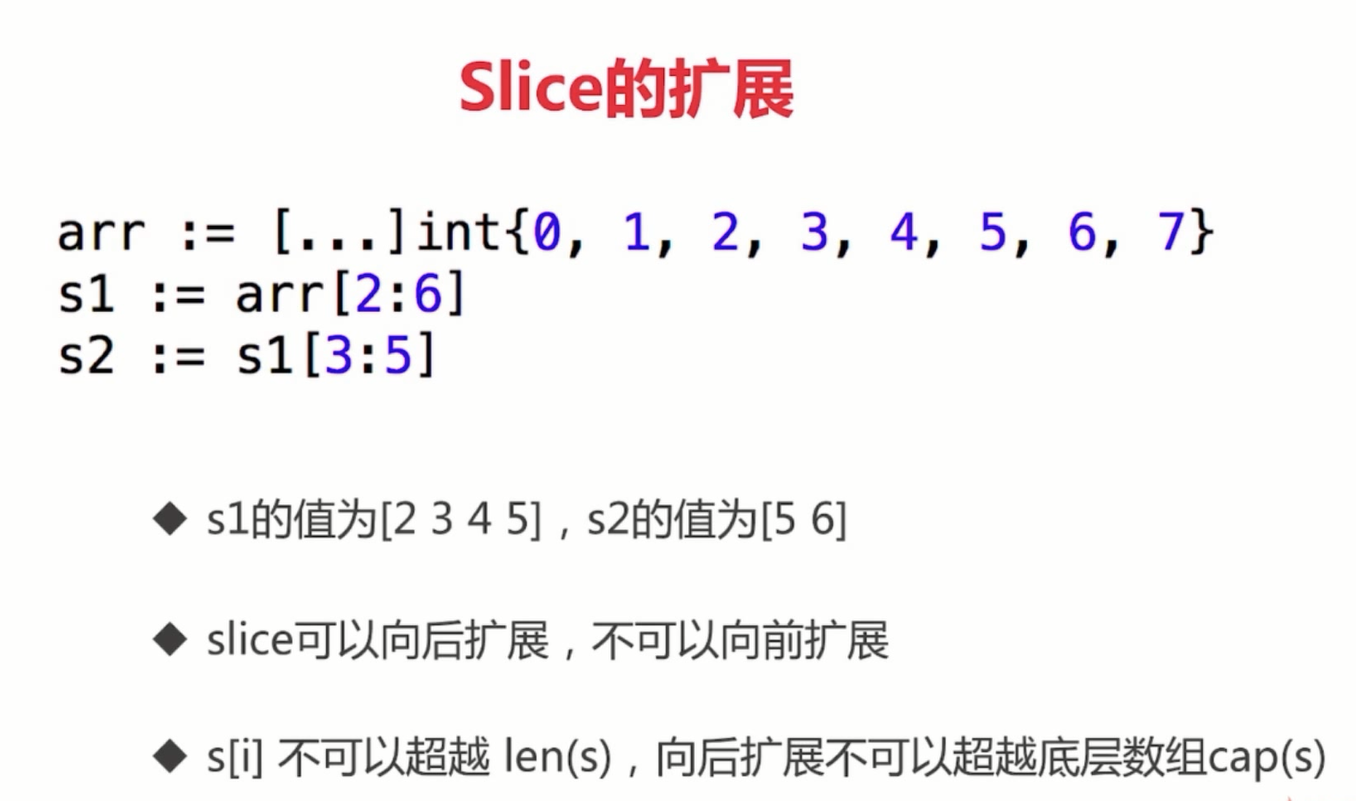 Slice的扩展
arr := [...]int{0, 1, 2, 3, 4, 5, 6, 7}
s1 := arr[2:6]
s2 := s1[3:5]
◆ s1的值为[2 3 4 5]，s2的值为[5 6]
◆ slice可以向后扩展，不可以向前扩展
◆ s[i] 不可以超越 len(s)，向后扩展不可以超越底层数组cap(s)